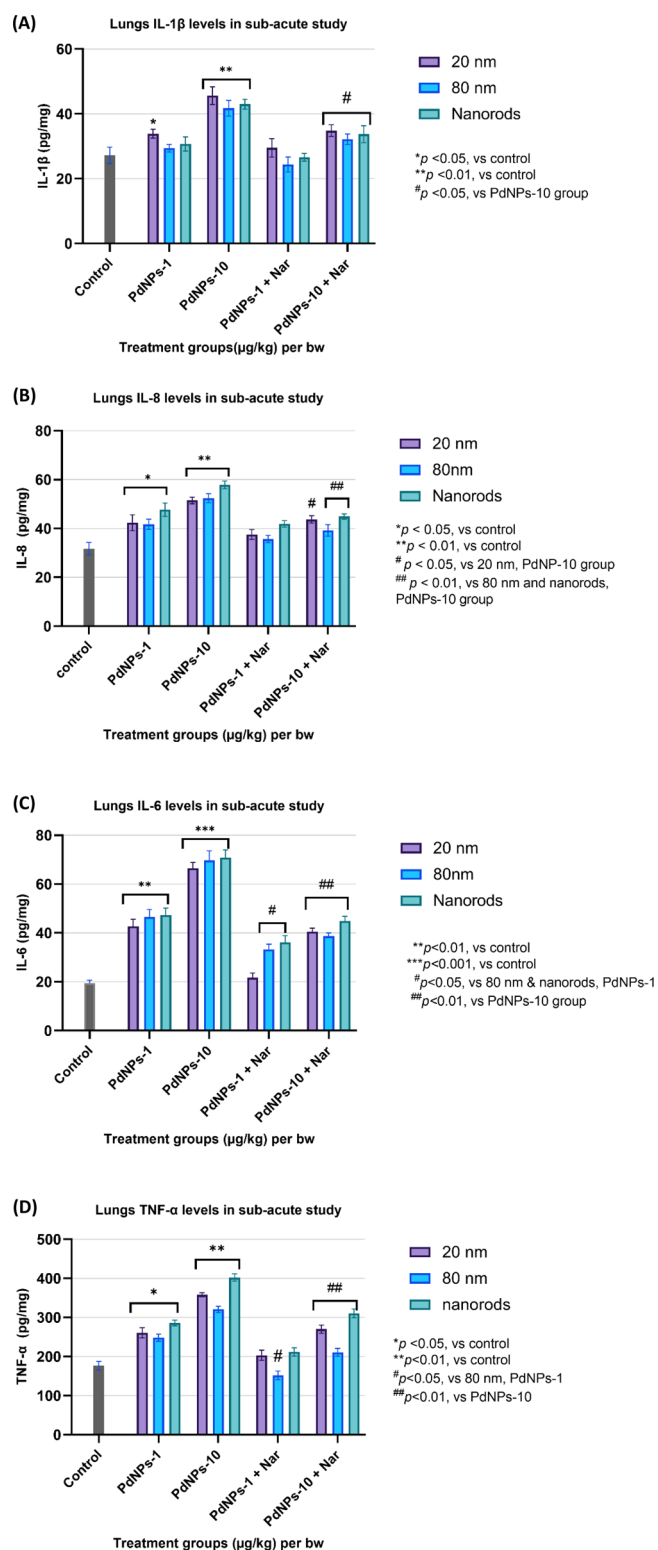 (A)
Lungs IL-1β levels in sub-acute study
80
60
40
20
0
IL-1β (pg/mg)
*
**
#
Control
PdNPs-1
PdNPs-10
PdNPs-1 + Nar
PdNPs-10 + Nar
Treatment groups(µg/kg) per bw
20 nm
80 nm
Nanorods
*p <0.05, vs control
**p <0.01, vs control
#p <0.05, vs PdNPs-10 group
(B)
Lungs IL-8 levels in sub-acute study
80
60
40
20
0
IL-8 (pg/mg)
*
**
#
##
control
PdNPs-1
PdNPs-10
PdNPs-1 + Nar
PdNPs-10 + Nar
Treatment groups (µg/kg) per bw
20 nm
80nm
Nanorods
*p < 0.05, vs control
**p < 0.01, vs control
# p < 0.05, vs 20 nm, PdNP-10 group
## p < 0.01, vs 80 nm and nanorods,
PdNPs-10 group
(C)
Lungs IL-6 levels in sub-acute study
80
60
40
20
0
IL-6 (pg/mg)
**
***
#
##
Control
PdNPs-1
PdNPs-10
PdNPs-1 + Nar
PdNPs-10 + Nar
Treatment groups (µg/kg) per bw
20 nm
80nm
Nanorods
**p<0.01, vs control
***p<0.001, vs control
#p<0.05, vs 80 nm & nanorods, PdNPs-1
##p<0.01, vs PdNPs-10 group
(D)
Lungs TNF-α levels in sub-acute study
500
400
300
200
100
0
TNF-α (pg/mg)
*
**
#
##
Control
PdNPs-1
PdNPs-10
PdNPs-1 + Nar
PdNPs-10 + Nar
Treatment groups (µg/kg) per bw
20 nm
80 nm
nanorods
*p <0.05, vs control
**p<0.01, vs control
#p<0.05, vs 80 nm, PdNPs-1
##p<0.01, vs PdNPs-10